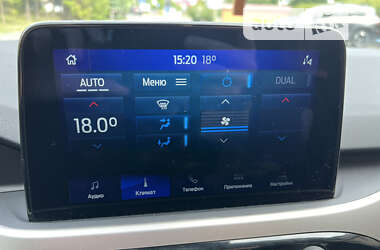 auto
15:20 18°
AUTO Меню DUAL
18.0°
Аудио Климат Телефон Приложения Настройки